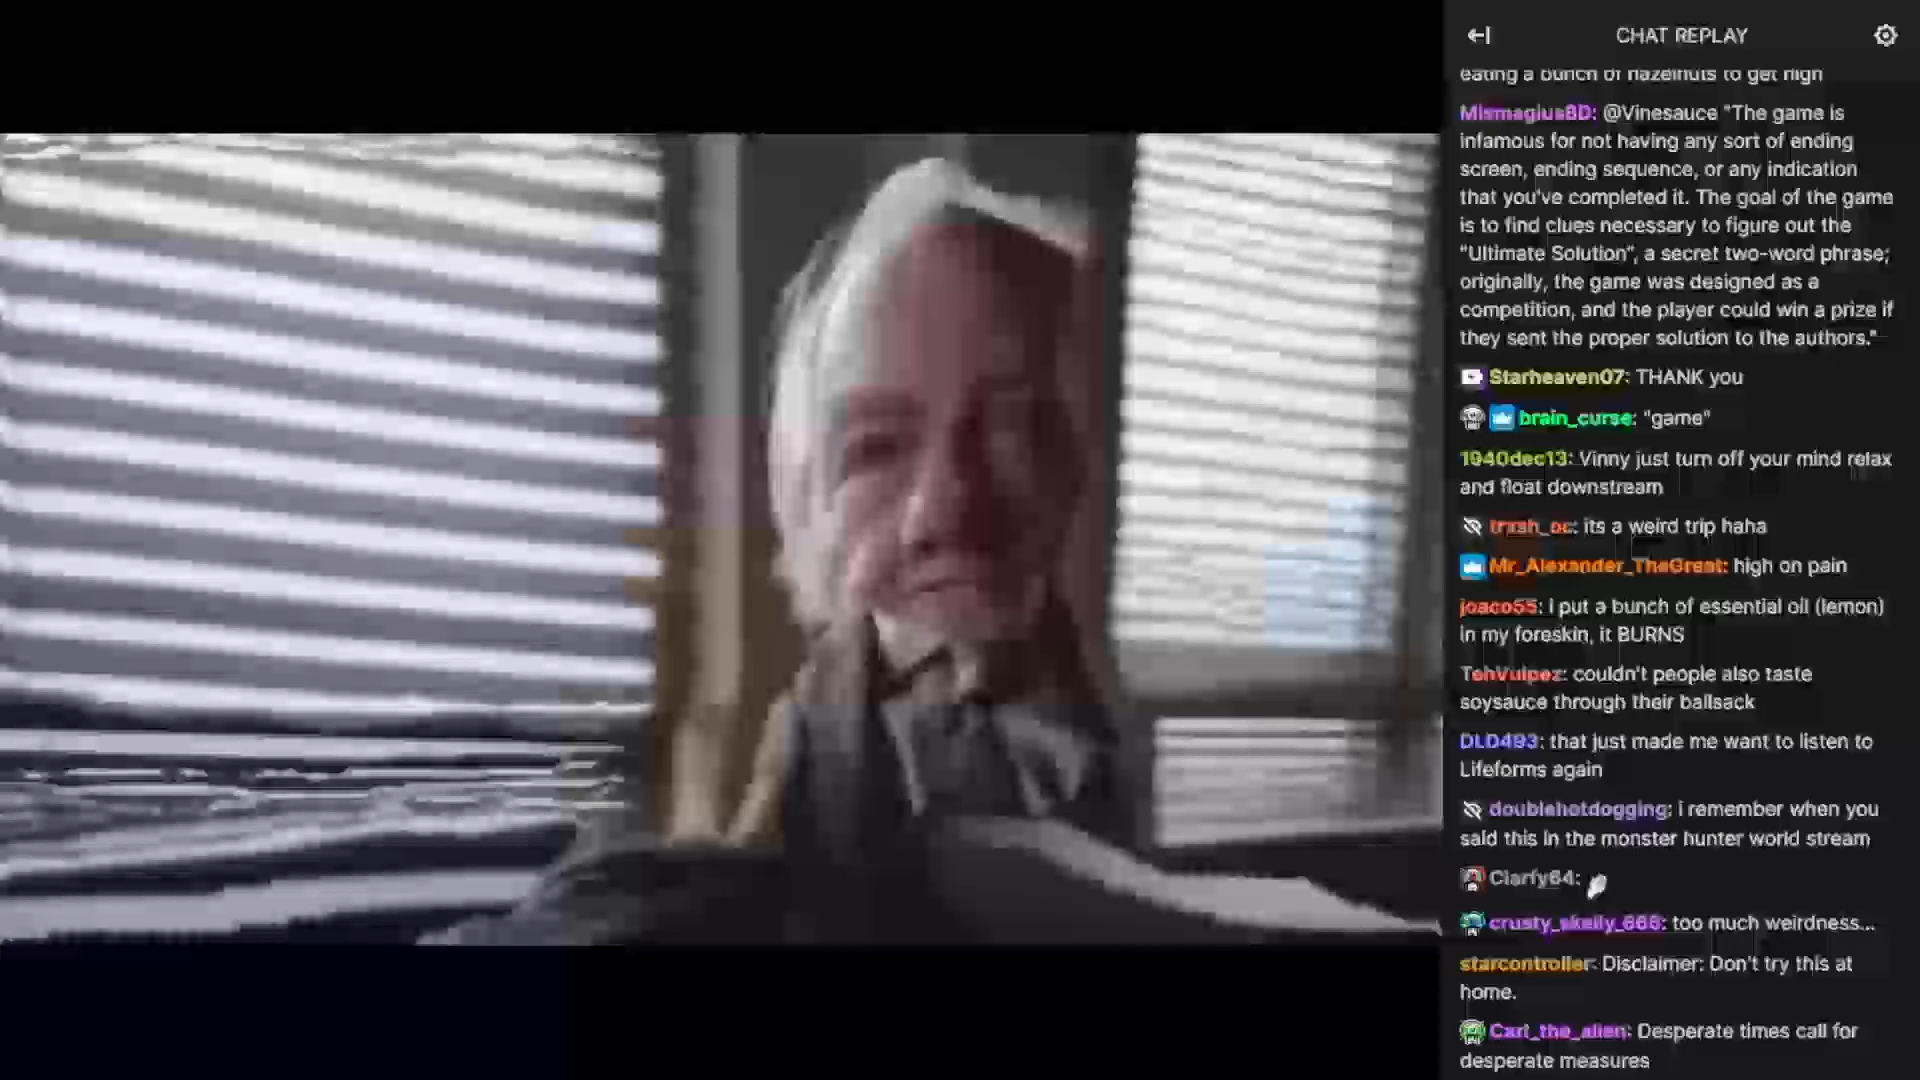 CHAT REPLAY
eating a bunch of hazelnuts to get high
MismagiusBD: @Vinesauce "The game is
infamous for not having any sort of ending
screen, ending sequence, or any indication
that you've completed it. The goal of the game
is to find clues necessary to figure out the
"Ultimate Solution", a secret two-word phrase;
originally, the game was designed as a
competition, and the player could win a prize if
they sent the proper solution to the authors."
Starheaven07: THANK you
brain_curse: "game"
1940dec13: Vinny just turn off your mind relax
and float downstream
trash_oc: its a weird trip haha
Mr_Alexander_TheGreat: high on pain
joaco55: I put a bunch of essential oil (lemon)
in my foreskin, it BURNS
TehVulpez: couldn't people also taste
soysauce through their ballsack
DLD493: that just made me want to listen to
Lifeforms again
doublehotdogging: i remember when you
said this in the monster hunter world stream
Clarfy64:
crusty_skelly_666: too much weirdness...
starcontroller: Disclaimer: Don't try this at
home.
Carl_the_alien: Desperate times call for
desperate measures